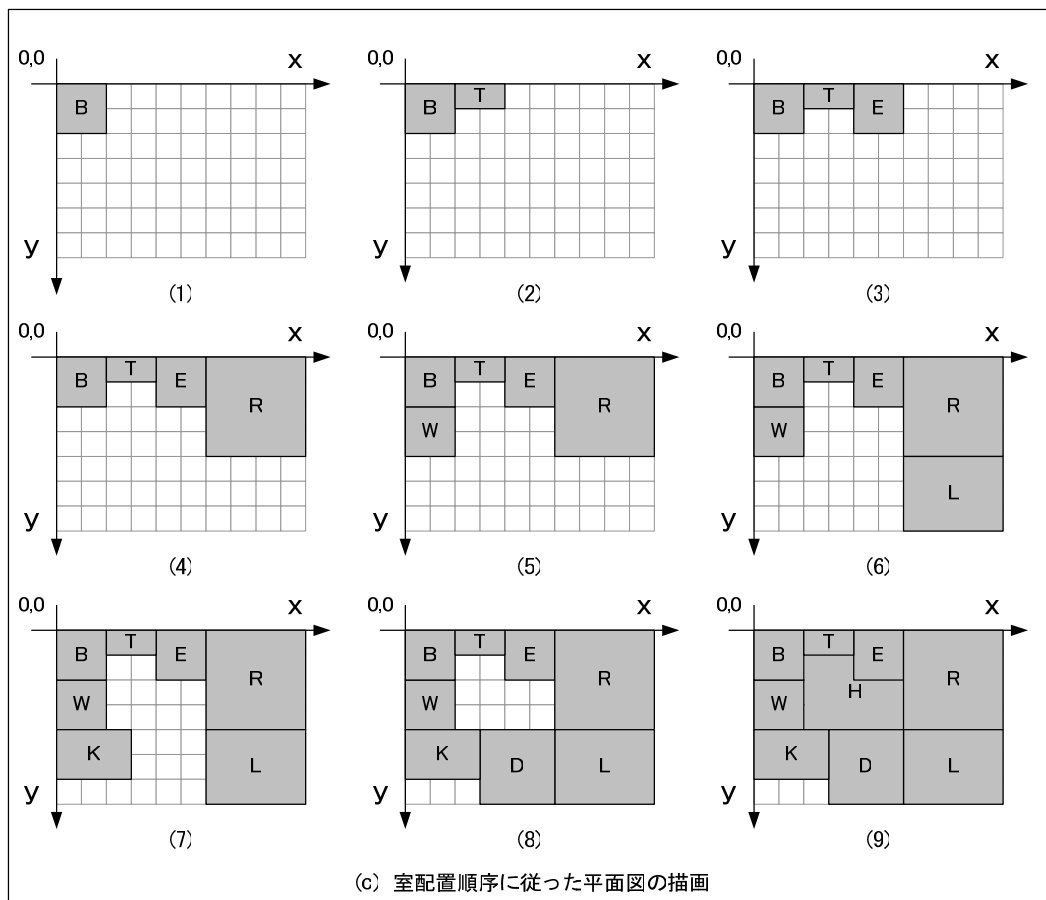 0,0 x 0,0 x 0,0 x
B B T B T E
y y y
(1) (2) (3)
0,0 x 0,0 x 0,0 x
B T E R B T E R B T E R
W W
L
y y y
(4) (5) (6)
0,0 x 0,0 x 0,0 x
B T E R B T E R B T E R
W W W H
K L K D L K D L
y y y
(7) (8) (9)
(c) 室配置順序に従った平面図の描画